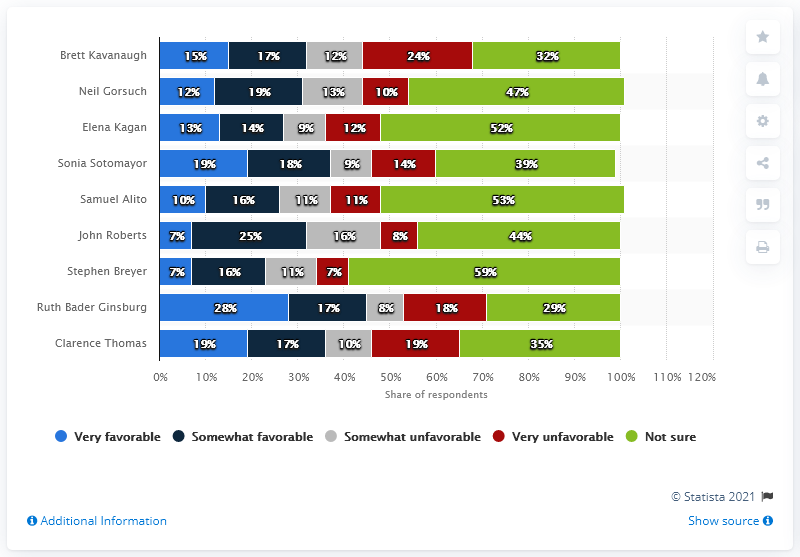 Brett Kavanaugh 15% 17% 12% 24% 32%
Neil Gorsuch 12% 19% 13% 10% 47%
Elena Kagan 13% 14% 9% 12% 52%
Sonia Sotomayor 19% 18% 9% 14% 39%
Samuel Alito 10% 16% 11% 11% 53%
John Roberts 7% 25% 16% 8% 44%
Stephen Breyer 7% 16% 11% 7% 59%
Ruth Bader Ginsburg 28% 17% 8% 18% 29%
Clarence Thomas 19% 17% 10% 19% 35%
0% 10% 20% 30% 40% 50% 60% 70% 80% 90% 100% 110% 120%
Share of respondents
Very favorable Somewhat favorable Somewhat unfavorable Very unfavorable Not sure
© Statista 2021
Additional Information Show source